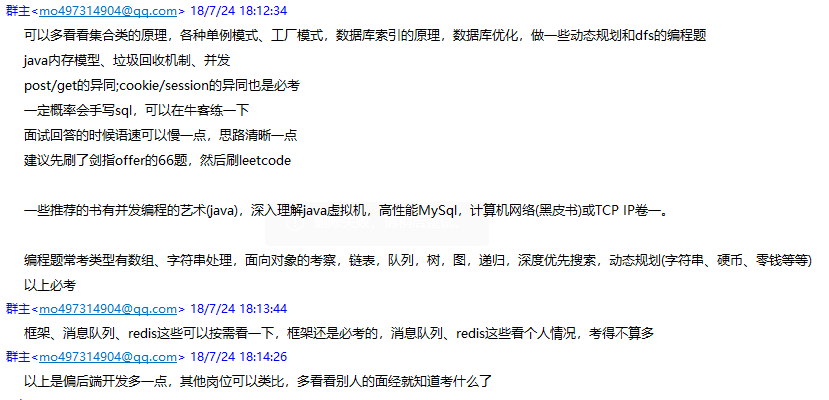 群主<mo497314904@qq.com> 18/7/24 18:12:34
可以多看看集合类的原理，各种单例模式、工厂模式，数据库索引的原理，数据库优化，做一些动态规划和dfs的编程题
java内存模型、垃圾回收机制、并发
post/get的异同;cookie/session的异同也是必考
一定概率会手写sql，可以在牛客练一下
面试回答的时候语速可以慢一点，思路清晰一点
建议先刷了剑指offer的66题，然后刷leetcode
一些推荐的书有并发编程的艺术(java)，深入理解java虚拟机，高性能MySql，计算机网络(黑皮书)或TCP IP卷一。
编程题常考类型有数组、字符串处理，面向对象的考察，链表，队列，树，图，递归，深度优先搜索，动态规划(字符串、硬币、零钱等等)
以上必考
群主<mo497314904@qq.com> 18/7/24 18:13:44
框架、消息队列、redis这些可以按需看一下，框架还是必考的，消息队列、redis这些看个人情况，考得不算多
群主<mo497314904@qq.com> 18/7/24 18:14:26
以上是偏后端开发多一点，其他岗位可以类比，多看看别人的面经就知道考什么了